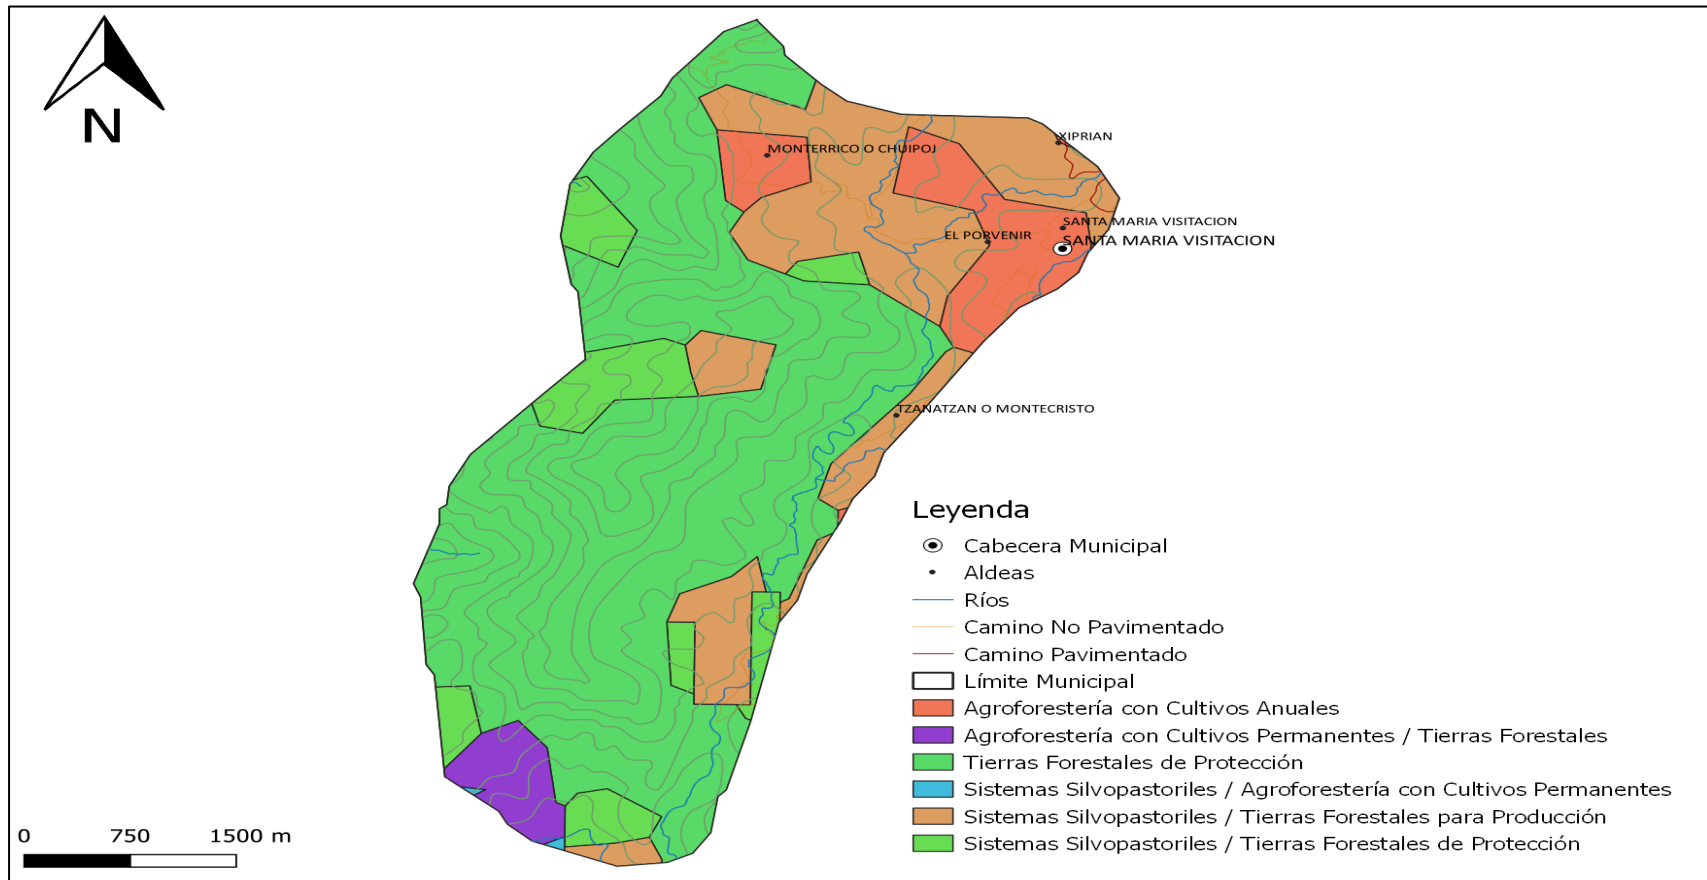 N
XIPRIAN
MONTERRICO O CHUIPOJ
SANTA MARIA VISITACION
EL PORVENIR
SANTA MARIA VISITACION
TZANATZAN O MONTECRISTO
Leyenda
Cabecera Municipal
Aldeas
Ríos
Camino No Pavimentado
Camino Pavimentado
Límite Municipal
Agroforestería con Cultivos Anuales
Agroforestería con Cultivos Permanentes / Tierras Forestales
Tierras Forestales de Protección
Sistemas Silvopastoriles / Agroforestería con Cultivos Permanentes
Sistemas Silvopastoriles / Tierras Forestales para Producción
Sistemas Silvopastoriles / Tierras Forestales de Protección
0 750 1500 m